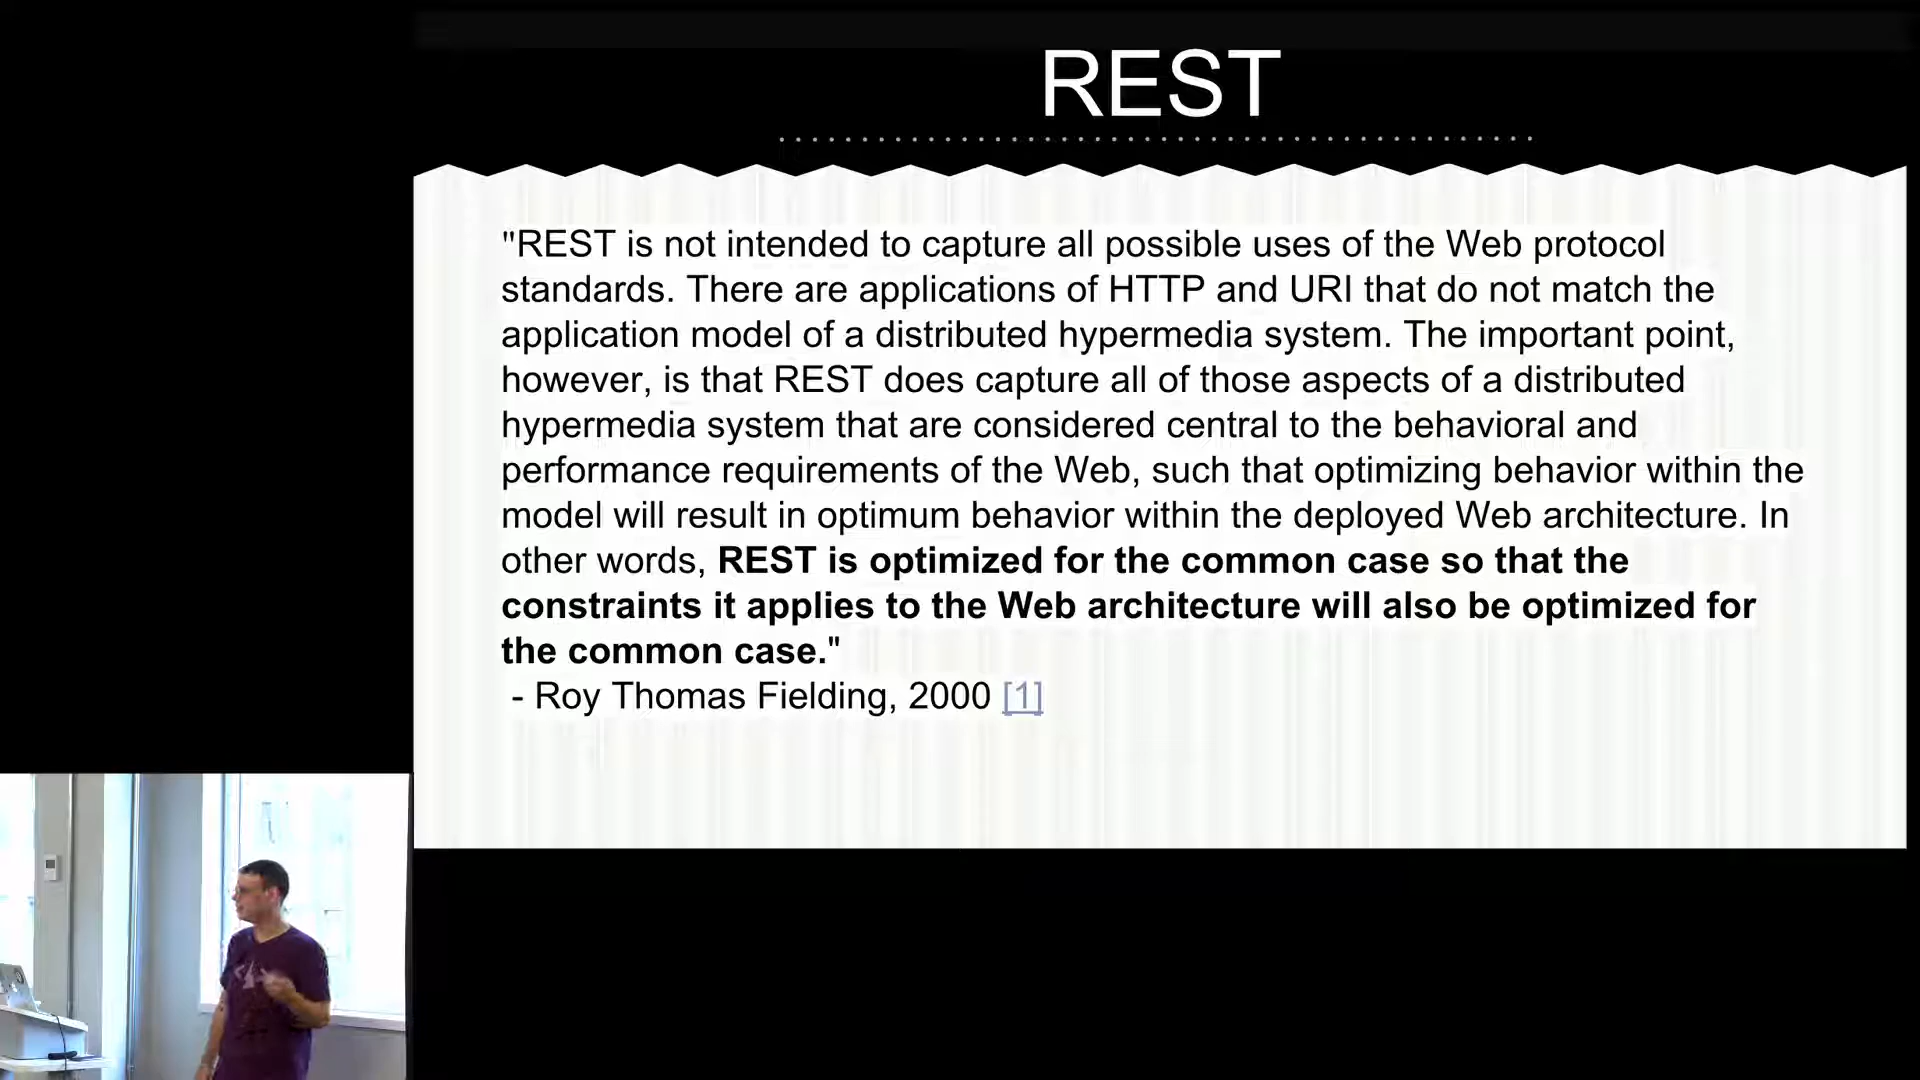 REST
"REST is not intended to capture all possible uses of the Web protocol
standards. There are applications of HTTP and URI that do not match the
application model of a distributed hypermedia system. The important point,
however, is that REST does capture all of those aspects of a distributed
hypermedia system that are considered central to the behavioral and
performance requirements of the Web, such that optimizing behavior within the
model will result in optimum behavior within the deployed Web architecture. In
other words, REST is optimized for the common case so that the
constraints it applies to the Web architecture will also be optimized for
the common case."
- Roy Thomas Fielding, 2000 [1]